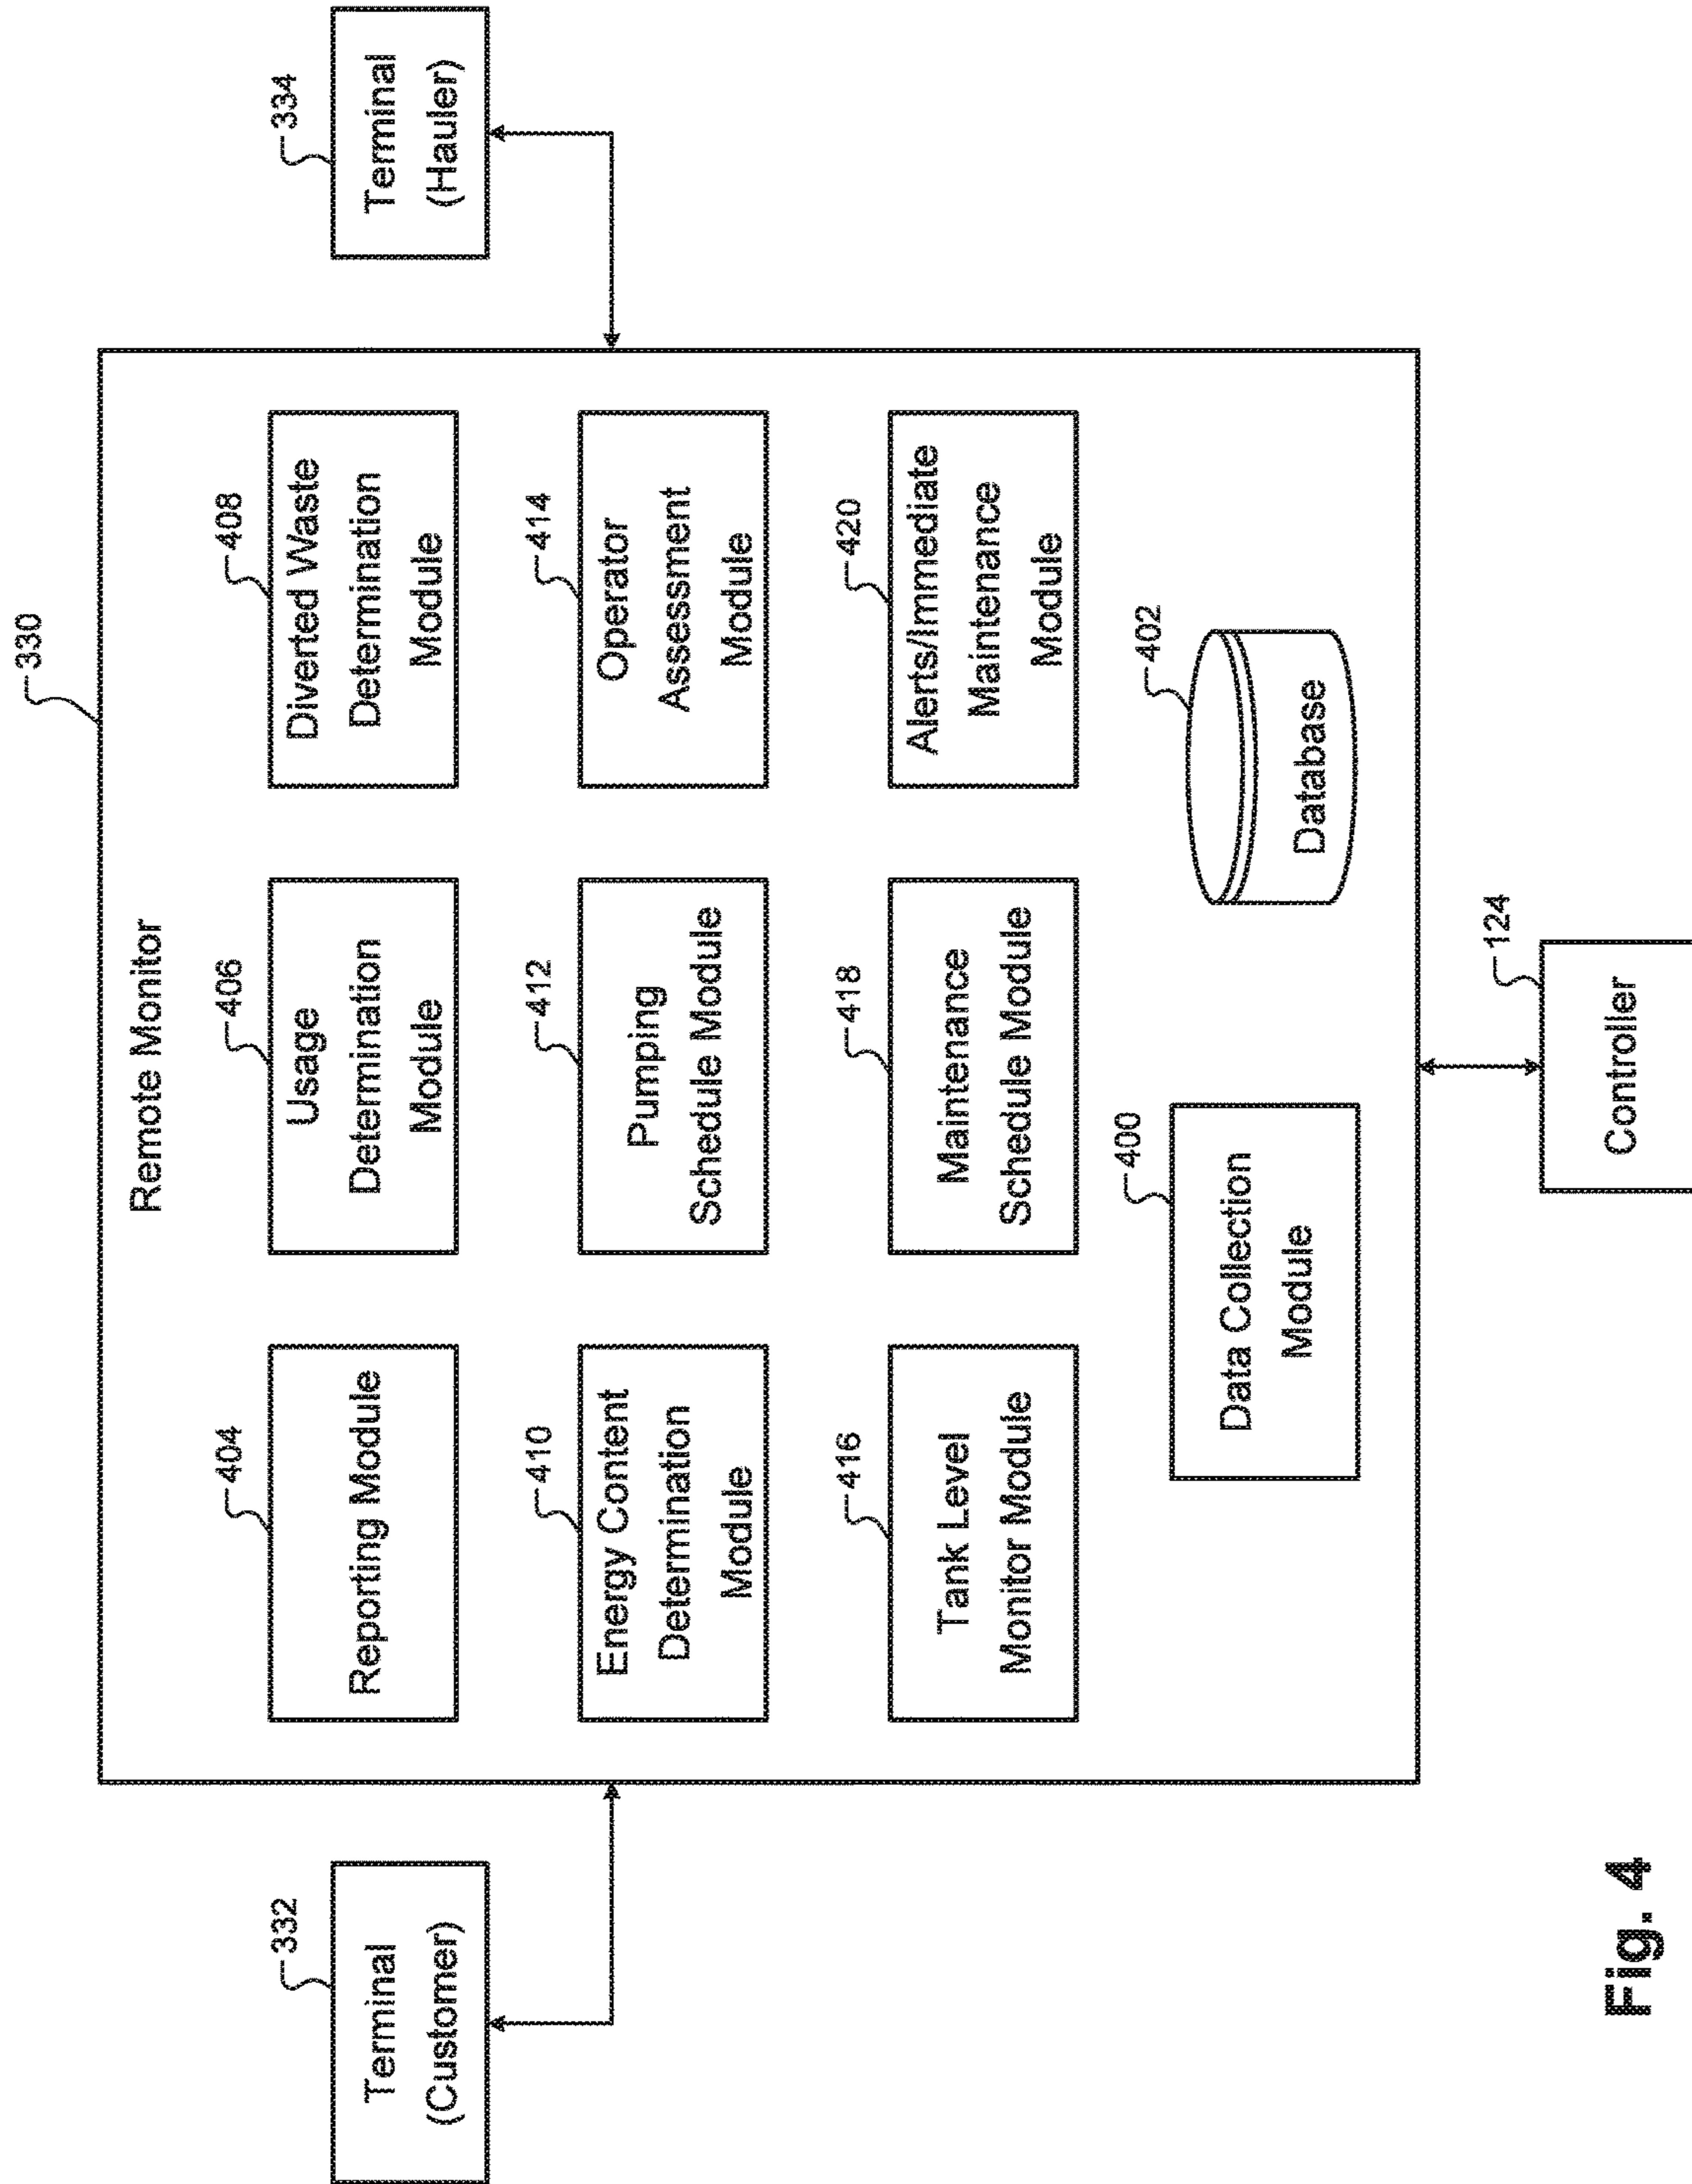 330
Remote Monitor
332
Terminal
(Customer)
334
Terminal
(Hauler)
404
Reporting Module
406
Usage
Determination
Module
408
Diverted Waste
Determination
Module
410
Energy Content
Determination
Module
412
Pumping
Schedule Module
414
Operator
Assessment
Module
416
Tank Level
Monitor Module
418
Maintenance
Schedule Module
420
Alerts/Immediate
Maintenance
Module
400
Data Collection
Module
402
Database
124
Controller
Fig. 4